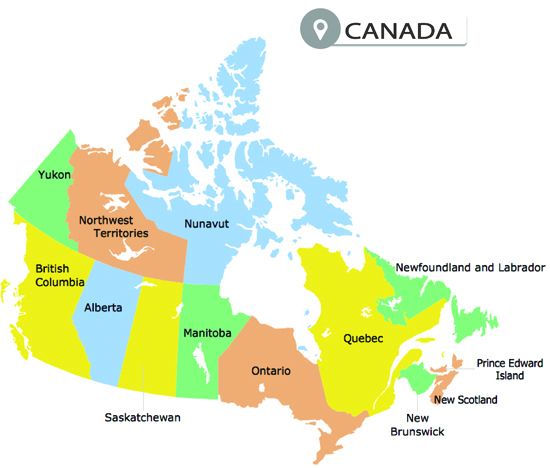 CANADA
Yukon
Northwest
Territories
Nunavut
British
Columbia
Alberta
Saskatchewan
Manitoba
Ontario
Quebec
Newfoundland and Labrador
Prince Edward
Island
New Scotland
New
Brunswick